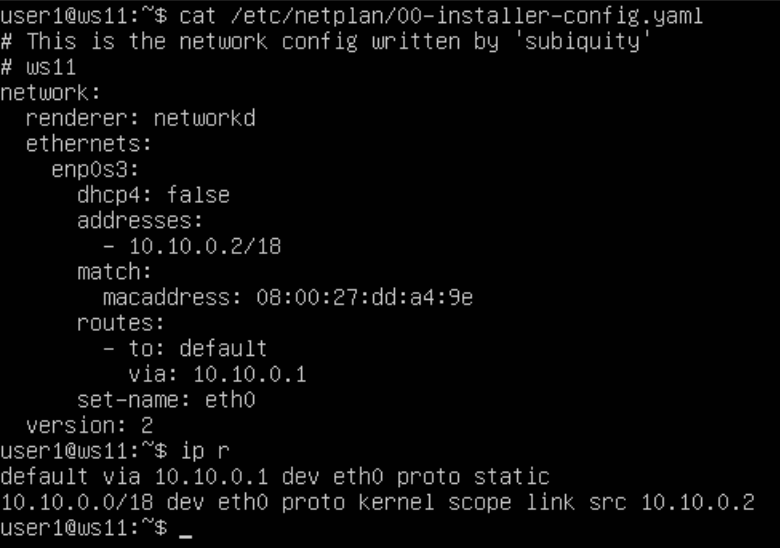 user1@ws11:~$ cat /etc/netplan/00-installer-config.yaml
# This is the network config written by 'subiquity'
# ws11
network:
  renderer: networkd
  ethernets:
    enp0s3:
      dhcp4: false
      addresses:
        - 10.10.0.2/18
      match:
        macaddress: 08:00:27:dd:a4:9e
      routes:
        - to: default
          via: 10.10.0.1
      set-name: eth0
  version: 2
user1@ws11:~$ ip r
default via 10.10.0.1 dev eth0 proto static
10.10.0.0/18 dev eth0 proto kernel scope link src 10.10.0.2
user1@ws11:~$ _